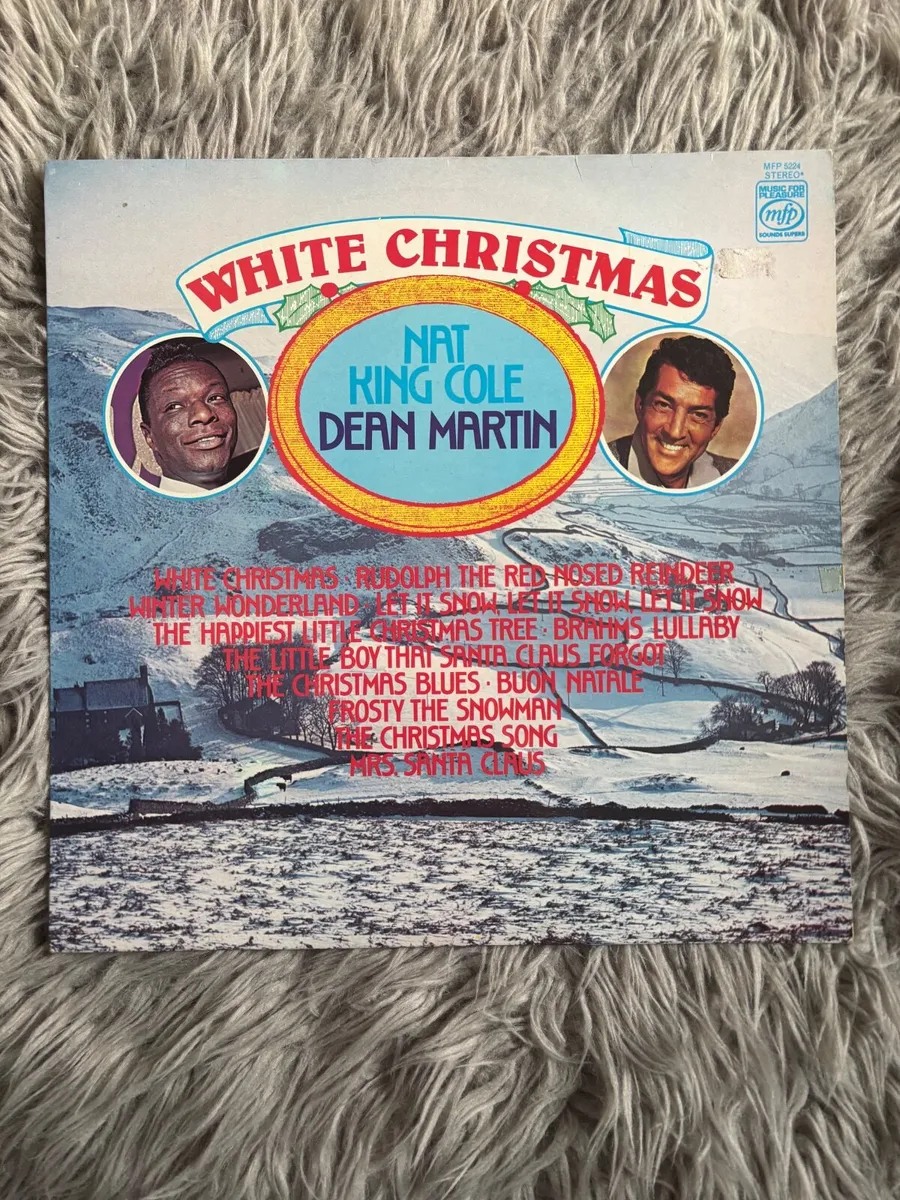 MFP 5224
STEREO*
MUSIC FOR
PLEASURE
mfp
SOUNDS SUPERB
WHITE CHRISTMAS
NAT
KING COLE
DEAN MARTIN
WHITE CHRISTMAS · RUDOLPH THE RED NOSED REINDEER
WINTER WONDERLAND · LET IT SNOW, LET IT SNOW, LET IT SNOW
THE HAPPIEST LITTLE CHRISTMAS TREE · BRAHMS LULLABY
THE LITTLE BOY THAT SANTA CLAUS FORGOT
THE CHRISTMAS BLUES · BUON NATALE
FROSTY THE SNOWMAN
THE CHRISTMAS SONG
MRS. SANTA CLAUS